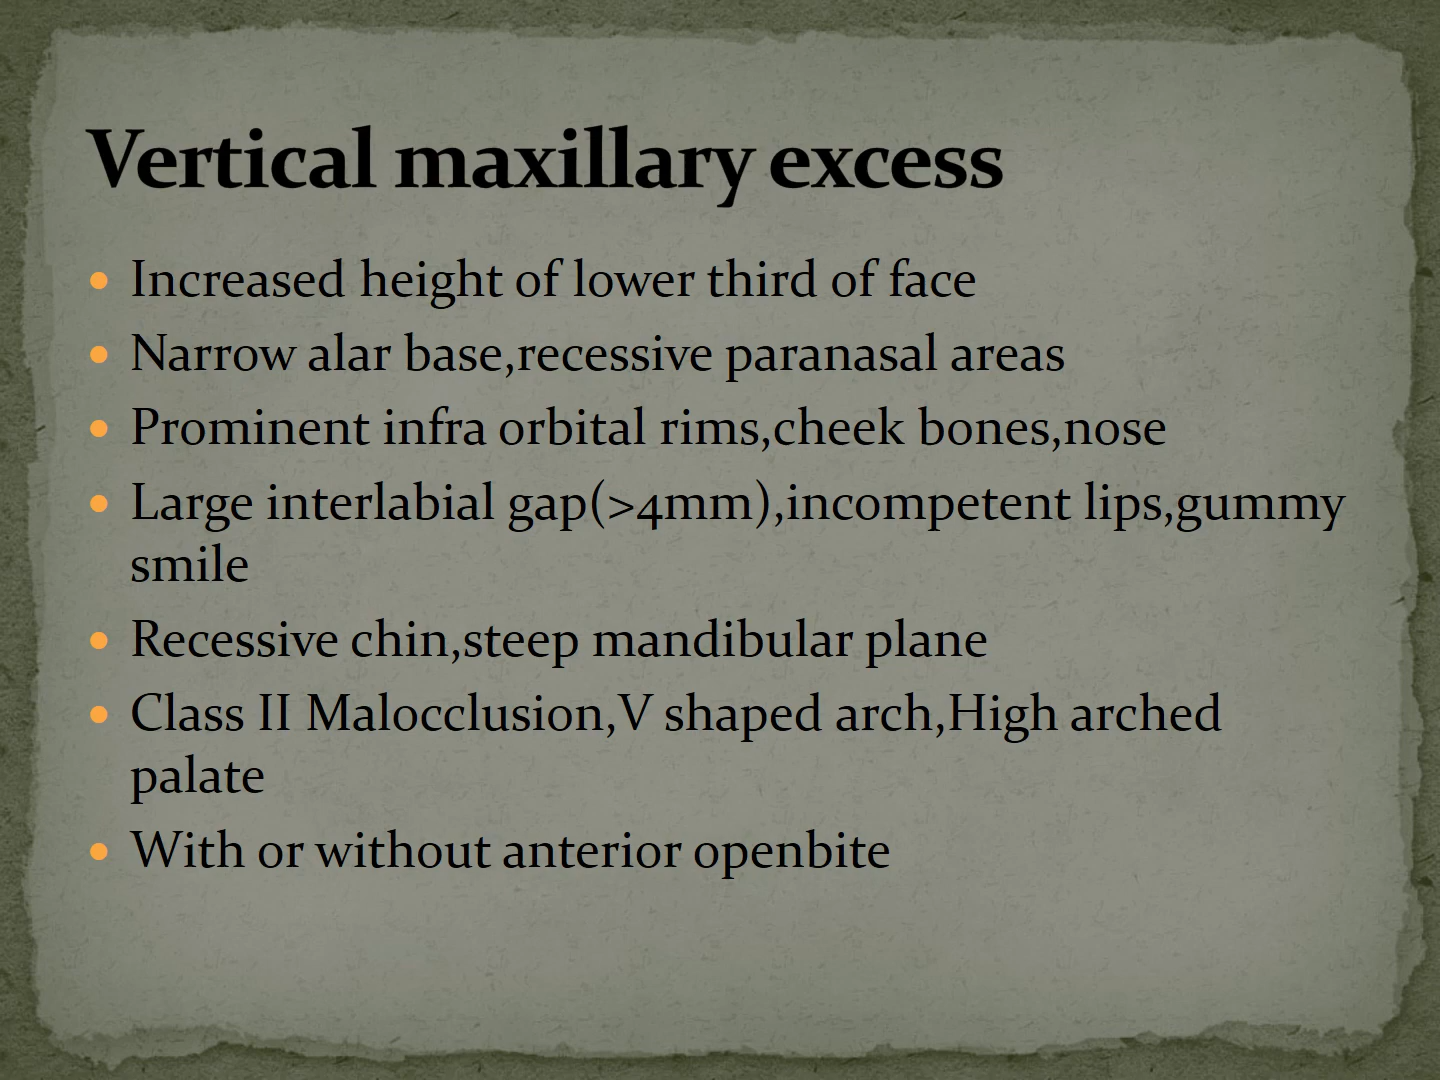 Vertical maxillary excess
• Increased height of lower third of face
• Narrow alar base,recessive paranasal areas
• Prominent infra orbital rims,cheek bones,nose
• Large interlabial gap(>4mm),incompetent lips,gummy
smile
• Recessive chin,steep mandibular plane
• Class II Malocclusion,V shaped arch,High arched
palate
• With or without anterior openbite